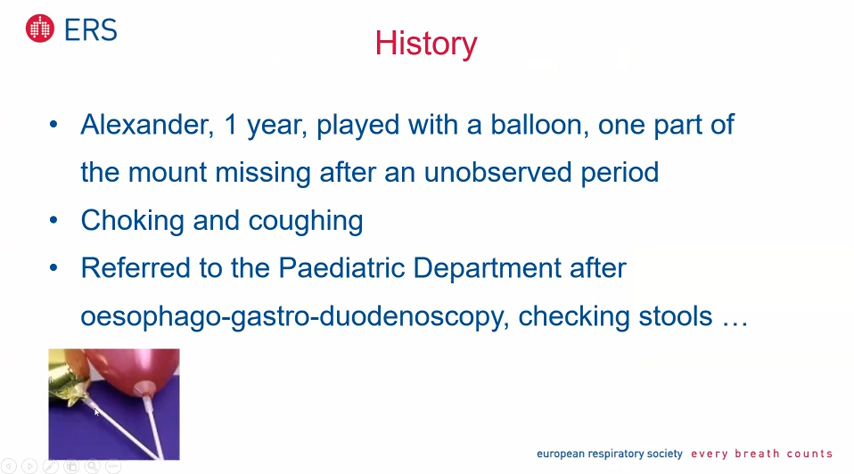 ERS
History
• Alexander, 1 year, played with a balloon, one part of
the mount missing after an unobserved period
• Choking and coughing
• Referred to the Paediatric Department after
oesophago-gastro-duodenoscopy, checking stools …
european respiratory society every breath counts